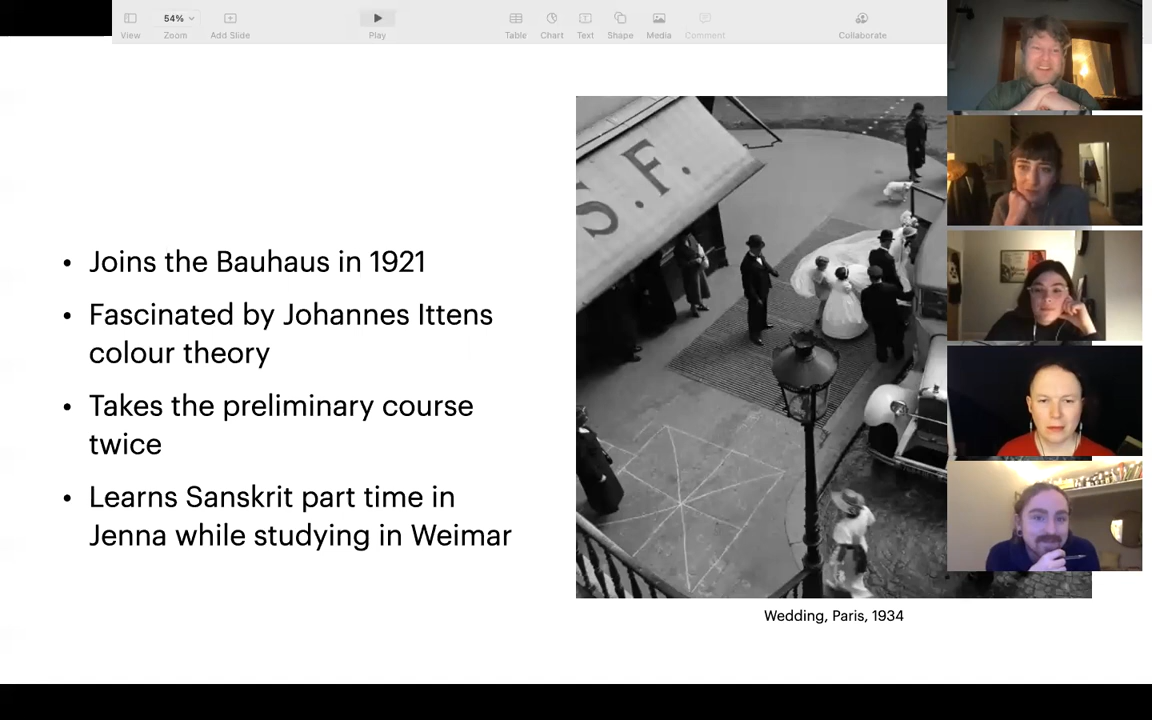 54%
View
Zoom
Add Slide
Play
Table
Chart
Text
Shape
Media
Comment
Collaborate
S.F.
• Joins the Bauhaus in 1921
• Fascinated by Johannes Ittens
colour theory
• Takes the preliminary course
twice
• Learns Sanskrit part time in
Jenna while studying in Weimar
Wedding, Paris, 1934